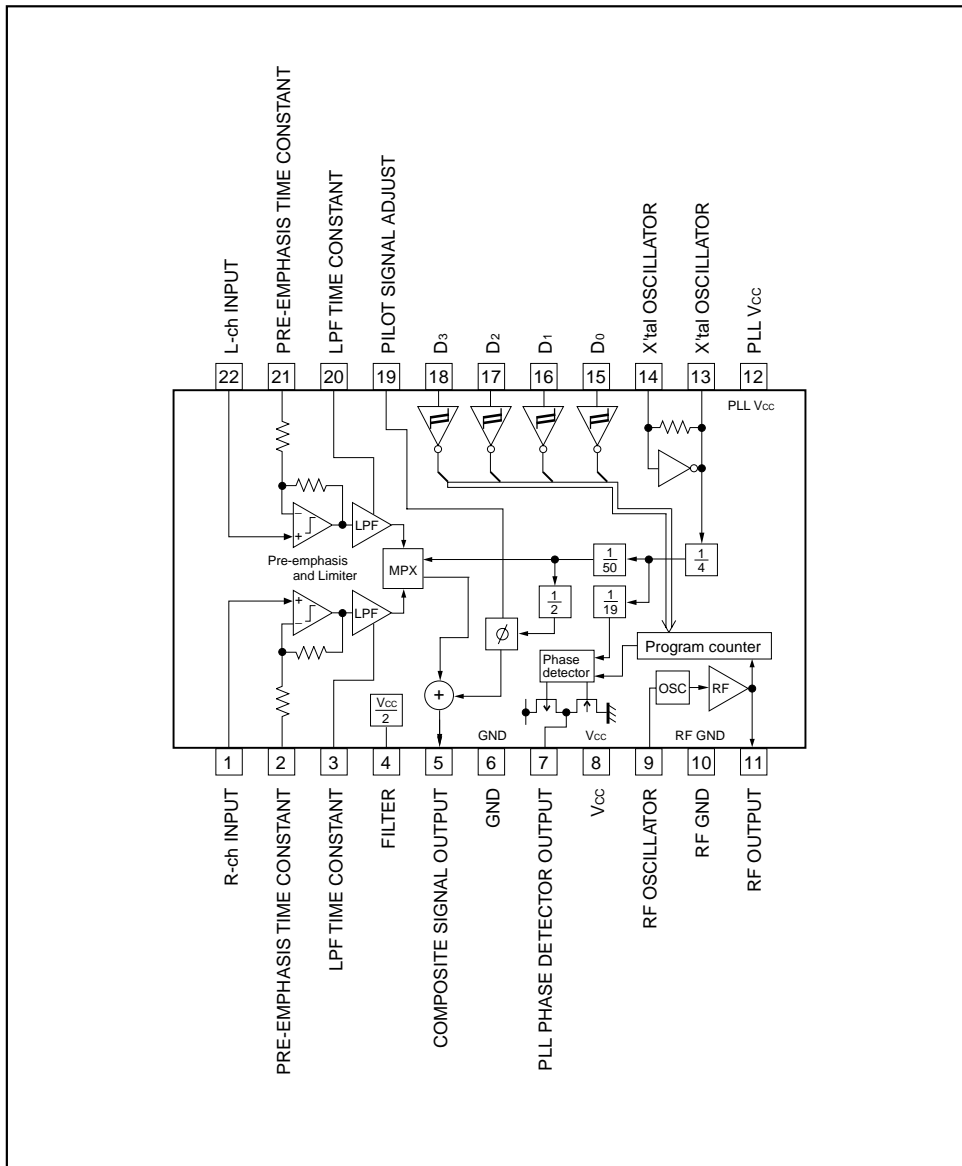 L-ch INPUT
PRE-EMPHASIS TIME CONSTANT
LPF TIME CONSTANT
PILOT SIGNAL ADJUST
D3
D2
D1
D0
X'tal OSCILLATOR
X'tal OSCILLATOR
PLL VCC
22
21
20
19
18
17
16
15
14
13
12
PLL VCC
−
+
LPF
Pre-emphasis
and Limiter
MPX
1
50
1
4
1
2
1
19
+
−
LPF
ϕ
Phase
detector
Program counter
OSC
RF
+
VCC
2
GND
VCC
RF GND
1
2
3
4
5
6
7
8
9
10
11
R-ch INPUT
PRE-EMPHASIS TIME CONSTANT
LPF TIME CONSTANT
FILTER
COMPOSITE SIGNAL OUTPUT
GND
PLL PHASE DETECTOR OUTPUT
VCC
RF OSCILLATOR
RF GND
RF OUTPUT